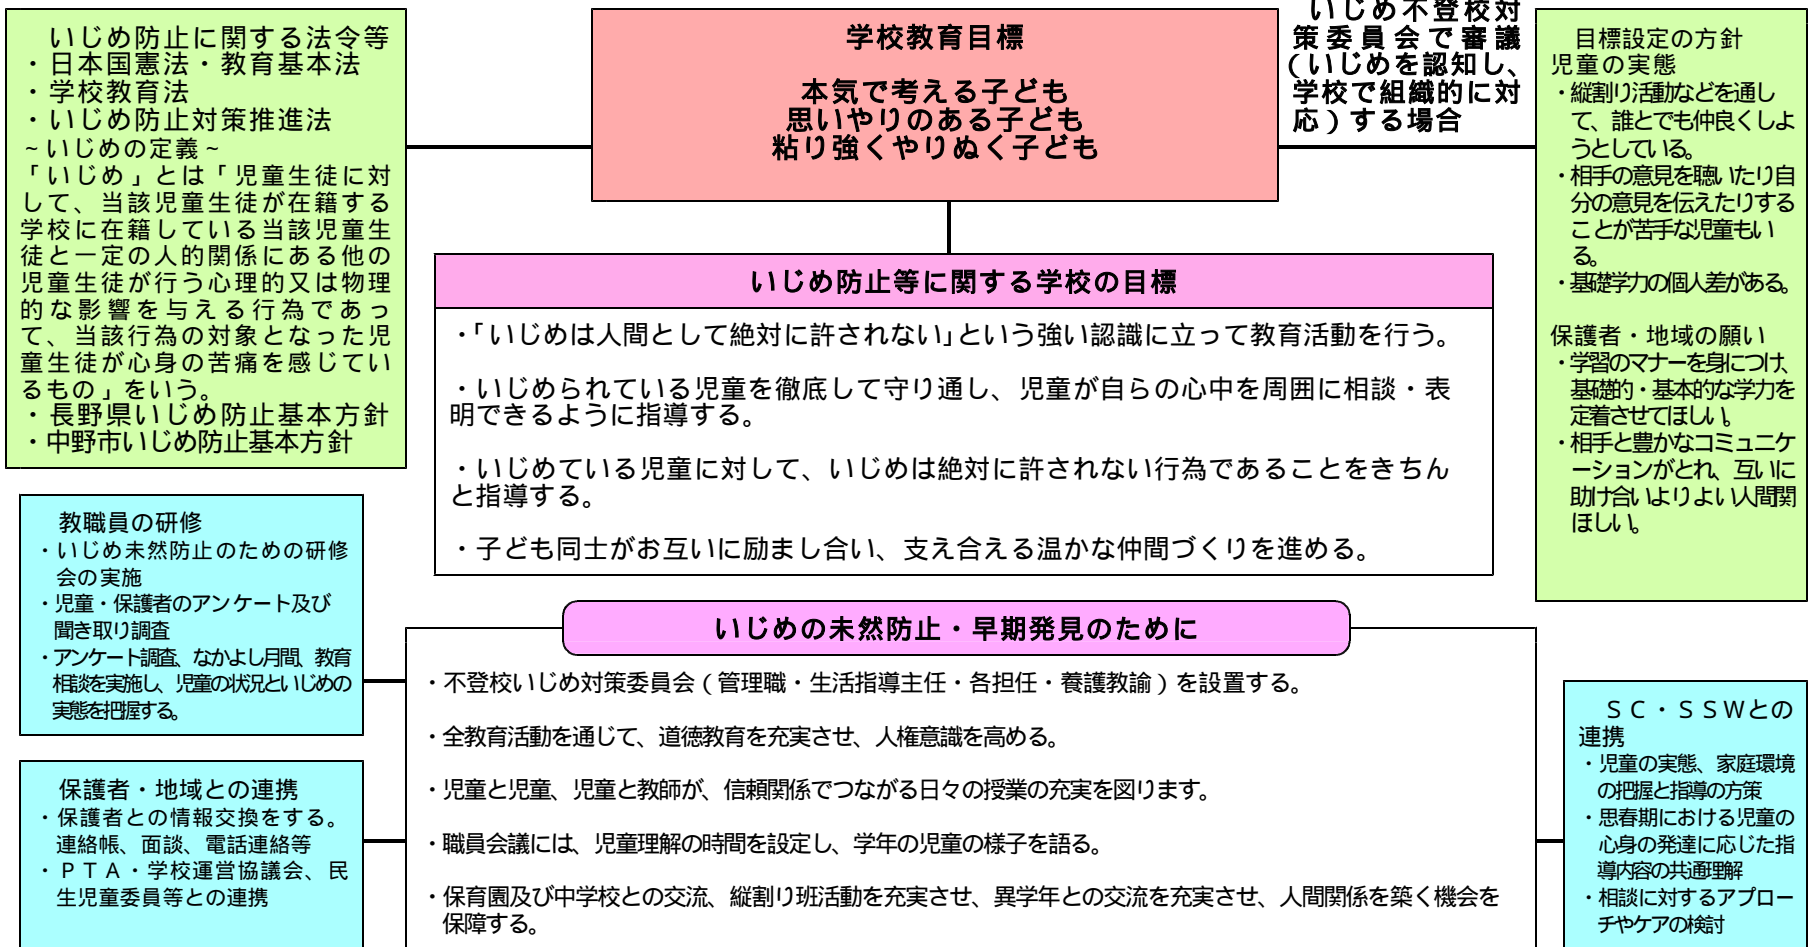 いじめ防止に関する法令等
・日本国憲法・教育基本法
・学校教育法
・いじめ防止対策推進法
~いじめの定義~
「いじめ」とは「児童生徒に対
して、当該児童生徒が在籍する
学校に在籍している当該児童生
徒と一定の人的関係にある他の
児童生徒が行う心理的又は物理
的な影響を与える行為であっ
て、当該行為の対象となった児
童生徒が心身の苦痛を感じてい
るもの」をいう。
・長野県いじめ防止基本方針
・中野市いじめ防止基本方針
学校教育目標
本気で考える子ども
思いやりのある子ども
粘り強くやりぬく子ども
いじめ不登校対
策委員会で審議
(いじめを認知し、
学校で組織的に対
応)する場合
目標設定の方針
児童の実態
・縦割り活動などを通し
て、誰とでも仲良くしよ
うとしている。
・相手の意見を聴いたり自
分の意見を伝えたりする
ことが苦手な児童もい
る。
・基礎学力の個人差がある。
保護者・地域の願い
・学習のマナーを身につけ、
基礎的・基本的な学力を
定着させてほしい。
・相手と豊かなコミュニケ
ーションがとれ、互いに
助け合いよりよい人間関
ほしい。
いじめ防止等に関する学校の目標
・「いじめは人間として絶対に許されない」という強い認識に立って教育活動を行う。
・いじめられている児童を徹底して守り通し、児童が自らの心中を周囲に相談・表
明できるように指導する。
・いじめている児童に対して、いじめは絶対に許されない行為であることをきちん
と指導する。
・子ども同士がお互いに励まし合い、支え合える温かな仲間づくりを進める。
教職員の研修
・いじめ未然防止のための研修
会の実施
・児童・保護者のアンケート及び
聞き取り調査
・アンケート調査、なかよし月間、教育
相談を実施し、児童の状況といじめの
実態を把握する。
保護者・地域との連携
・保護者との情報交換をする。
連絡帳、面談、電話連絡等
・PTA・学校運営協議会、民
生児童委員等との連携
いじめの未然防止・早期発見のために
・不登校いじめ対策委員会(管理職・生活指導主任・各担任・養護教諭)を設置する。
・全教育活動を通じて、道徳教育を充実させ、人権意識を高める。
・児童と児童、児童と教師が、信頼関係でつながる日々の授業の充実を図ります。
・職員会議には、児童理解の時間を設定し、学年の児童の様子を語る。
・保育園及び中学校との交流、縦割り班活動を充実させ、異学年との交流を充実させ、人間関係を築く機会を
保障する。
SC・SSWとの
連携
・児童の実態、家庭環境
の把握と指導の方策
・思春期における児童の
心身の発達に応じた指
導内容の共通理解
・相談に対するアプロー
チやケアの検討